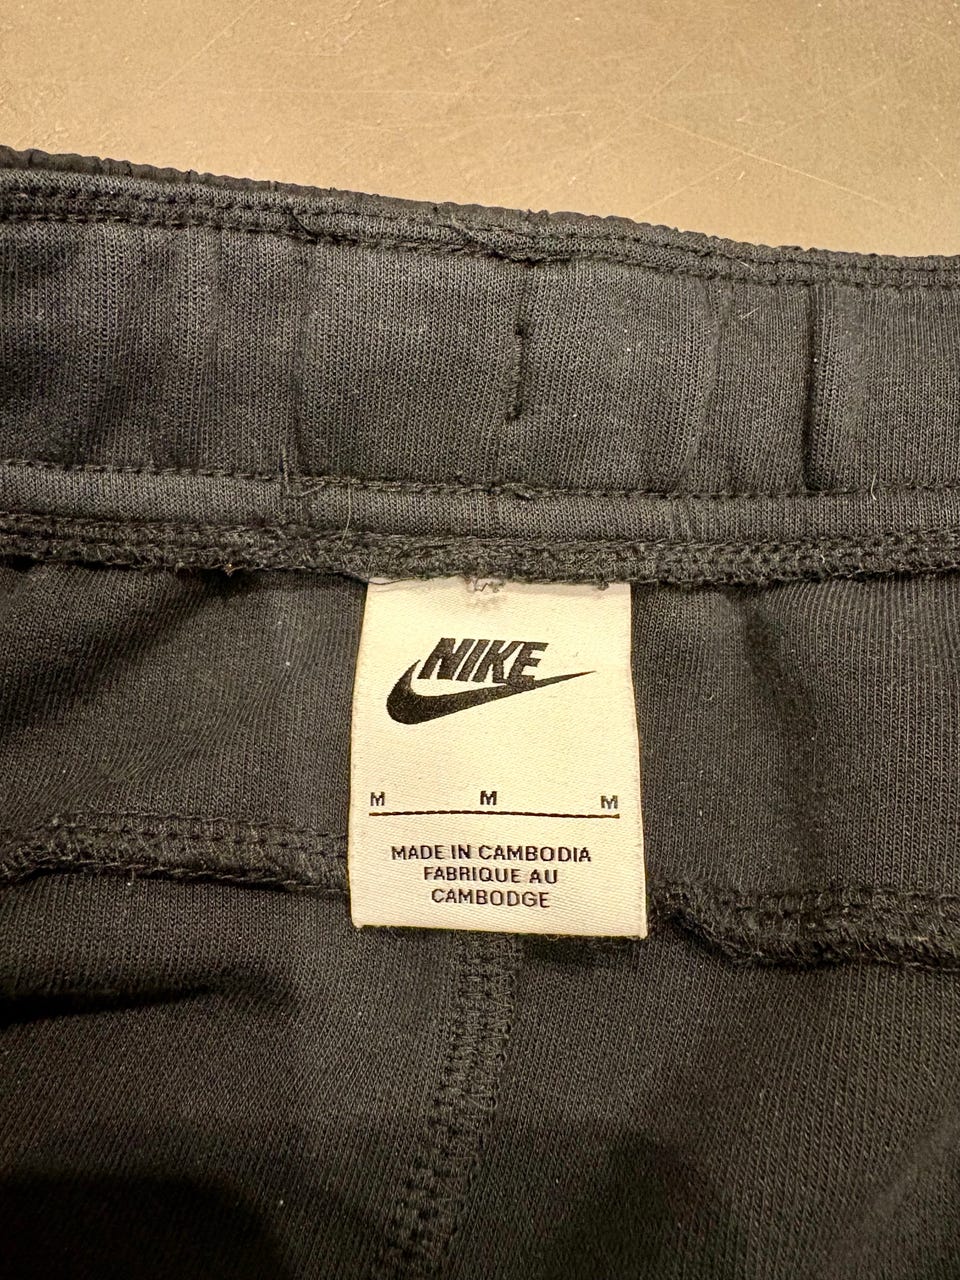 NIKE
M M M
MADE IN CAMBODIA
FABRIQUE AU
CAMBODGE